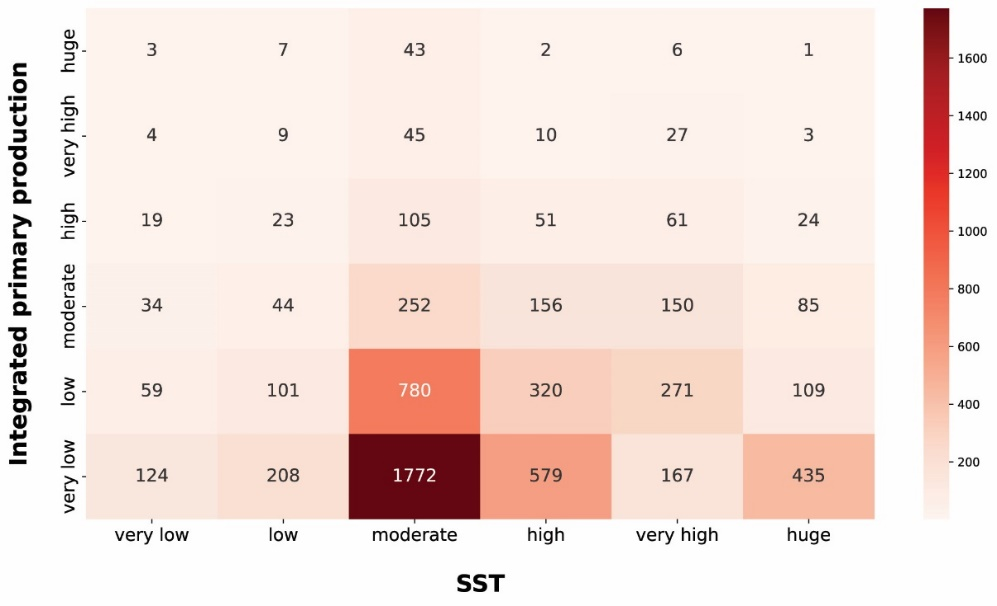 Integrated primary production
huge 3 7 43 2 6 1
very high 4 9 45 10 27 3
high 19 23 105 51 61 24
moderate 34 44 252 156 150 85
low 59 101 780 320 271 109
very low 124 208 1772 579 167 435
very low low moderate high very high huge
SST
1600
1400
1200
1000
800
600
400
200